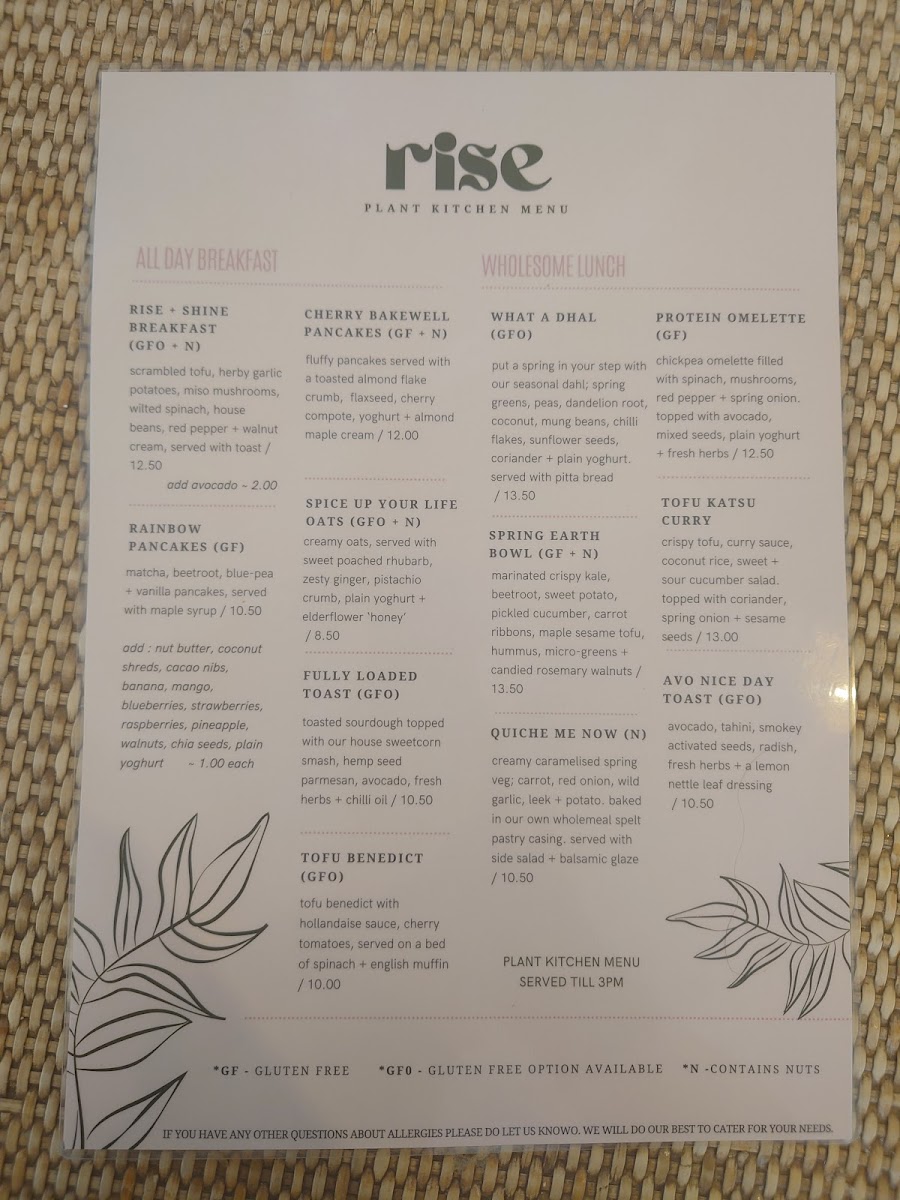 rise
PLANT KITCHEN MENU
ALL DAY BREAKFAST
RISE + SHINE
BREAKFAST
(GFO + N)
scrambled tofu, herby garlic
potatoes, miso mushrooms,
wilted spinach, house
beans, red pepper + walnut
cream, served with toast /
12.50
add avocado ~ 2.00
RAINBOW
PANCAKES (GF)
matcha, beetroot, blue-pea
+ vanilla pancakes, served
with maple syrup / 10.50
add : nut butter, coconut
shreds, cacao nibs,
banana, mango,
blueberries, strawberries,
raspberries, pineapple,
walnuts, chia seeds, plain
yoghurt ~ 1.00 each
CHERRY BAKEWELL
PANCAKES (GF + N)
fluffy pancakes served with
a toasted almond flake
crumb, flaxseed, cherry
compote, yoghurt + almond
maple cream / 12.00
SPICE UP YOUR LIFE
OATS (GFO + N)
creamy oats, served with
sweet poached rhubarb,
zesty ginger, pistachio
crumb, plain yoghurt +
elderflower 'honey'
/ 8.50
FULLY LOADED
TOAST (GFO)
toasted sourdough topped
with our house sweetcorn
smash, hemp seed
parmesan, avocado, fresh
herbs + chilli oil / 10.50
TOFU BENEDICT
(GFO)
tofu benedict with
hollandaise sauce, cherry
tomatoes, served on a bed
of spinach + english muffin
/ 10.00
WHOLESOME LUNCH
WHAT A DHAL
(GFO)
put a spring in your step with
our seasonal dahl; spring
greens, peas, dandelion root,
coconut, mung beans, chilli
flakes, sunflower seeds,
coriander + plain yoghurt.
served with pitta bread
/ 13.50
SPRING EARTH
BOWL (GF + N)
marinated crispy kale,
beetroot, sweet potato,
pickled cucumber, carrot
ribbons, maple sesame tofu,
hummus, micro-greens +
candied rosemary walnuts /
13.50
QUICHE ME NOW (N)
creamy caramelised spring
veg; carrot, red onion, wild
garlic, leek + potato. baked
in our own wholemeal spelt
pastry casing. served with
side salad + balsamic glaze
/ 10.50
PROTEIN OMELETTE
(GF)
chickpea omelette filled
with spinach, mushrooms,
red pepper + spring onion.
topped with avocado,
mixed seeds, plain yoghurt
+ fresh herbs / 12.50
TOFU KATSU
CURRY
crispy tofu, curry sauce,
coconut rice, sweet +
sour cucumber salad.
topped with coriander,
spring onion + sesame
seeds / 13.00
AVO NICE DAY
TOAST (GFO)
avocado, tahini, smokey
activated seeds, radish,
fresh herbs + a lemon
nettle leaf dressing
/ 10.50
PLANT KITCHEN MENU
SERVED TILL 3PM
*GF - GLUTEN FREE *GF0 - GLUTEN FREE OPTION AVAILABLE *N -CONTAINS NUTS
IF YOU HAVE ANY OTHER QUESTIONS ABOUT ALLERGIES PLEASE DO LET US KNOWO. WE WILL DO OUR BEST TO CATER FOR YOUR NEEDS.